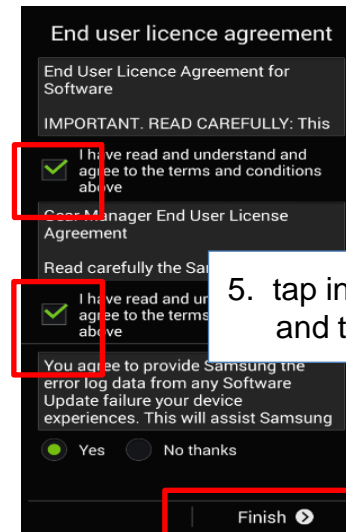 End user licence agreement
End User Licence Agreement for
Software
IMPORTANT. READ CAREFULLY: This
I have read and understand and
agree to the terms and conditions
above
Gear Manager End User License
Agreement
Read carefully the
I have read and
agree to the terms
above
5. tap
and
You agree to provide Samsung the
error log data from any Software
Update failure your device
experiences. This will assist Samsung
Yes No thanks
Finish